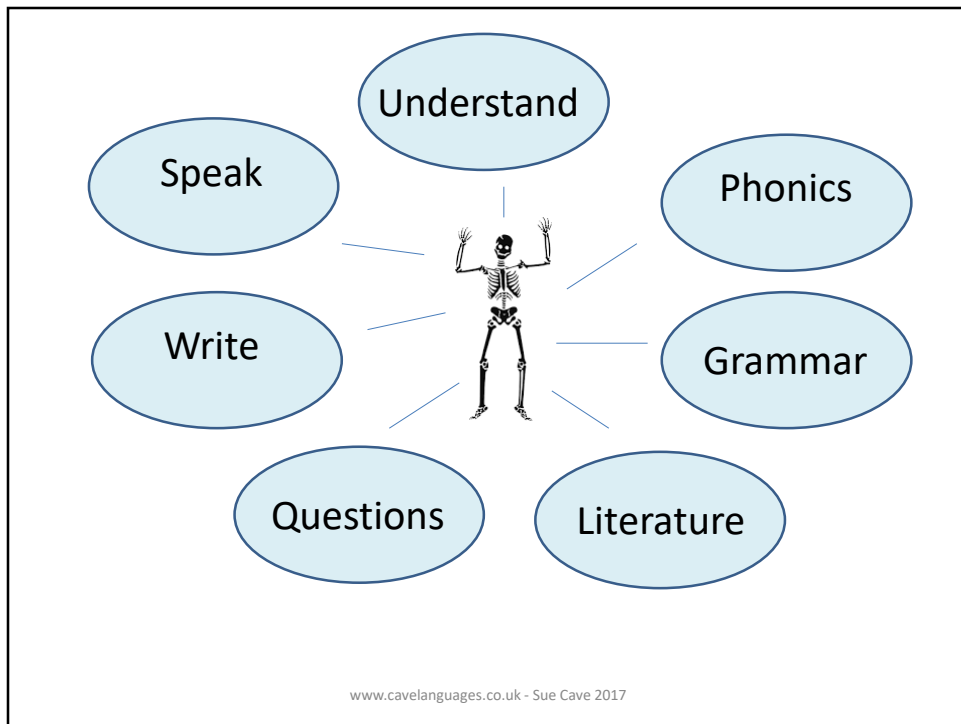 Understand
Speak
Phonics
Write
Grammar
Questions
Literature
www.cavelanguages.co.uk - Sue Cave 2017